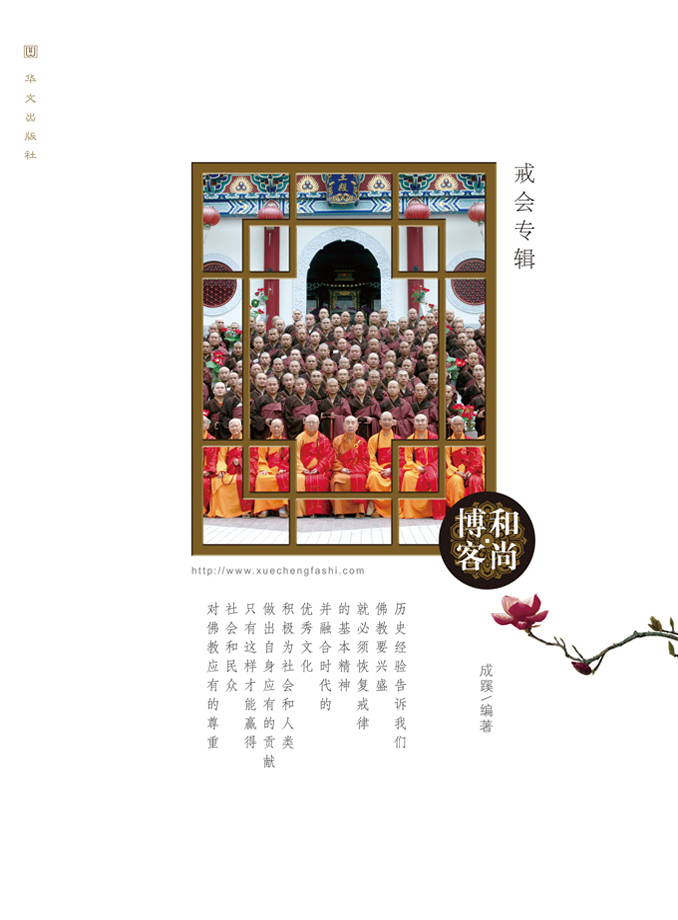 华文出版社
戒会专辑
王殿
和尚
博客
http://www.xuechengfashi.com
历史经验告诉我们
佛教要兴盛
就必须恢复戒律
的基本精神
并融合时代的
优秀文化
积极为社会和人类
做出自身应有的贡献
只有这样才能赢得
社会和民众
对佛教应有的尊重
成蹊/编著